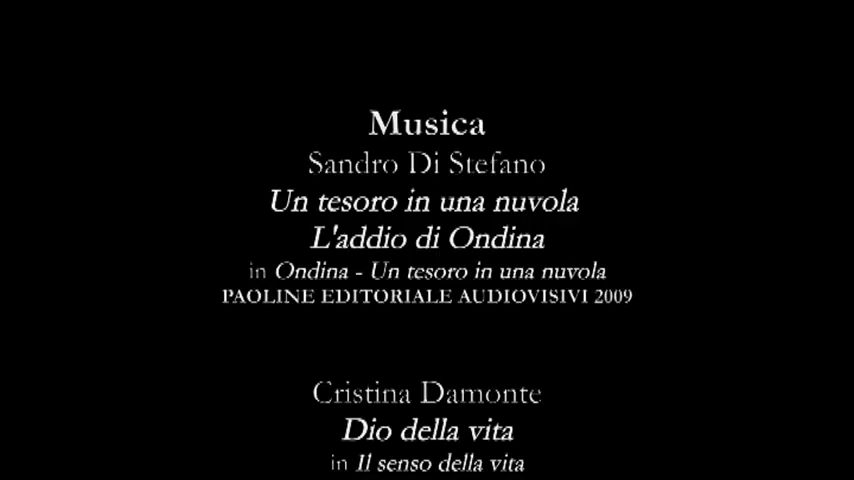 Musica
Sandro Di Stefano
Un tesoro in una nuvola
L'addio di Ondina
in Ondina - Un tesoro in una nuvola
PAOLINE EDITORIALE AUDIOVISIVI 2009
Cristina Damonte
Dio della vita
in Il senso della vita